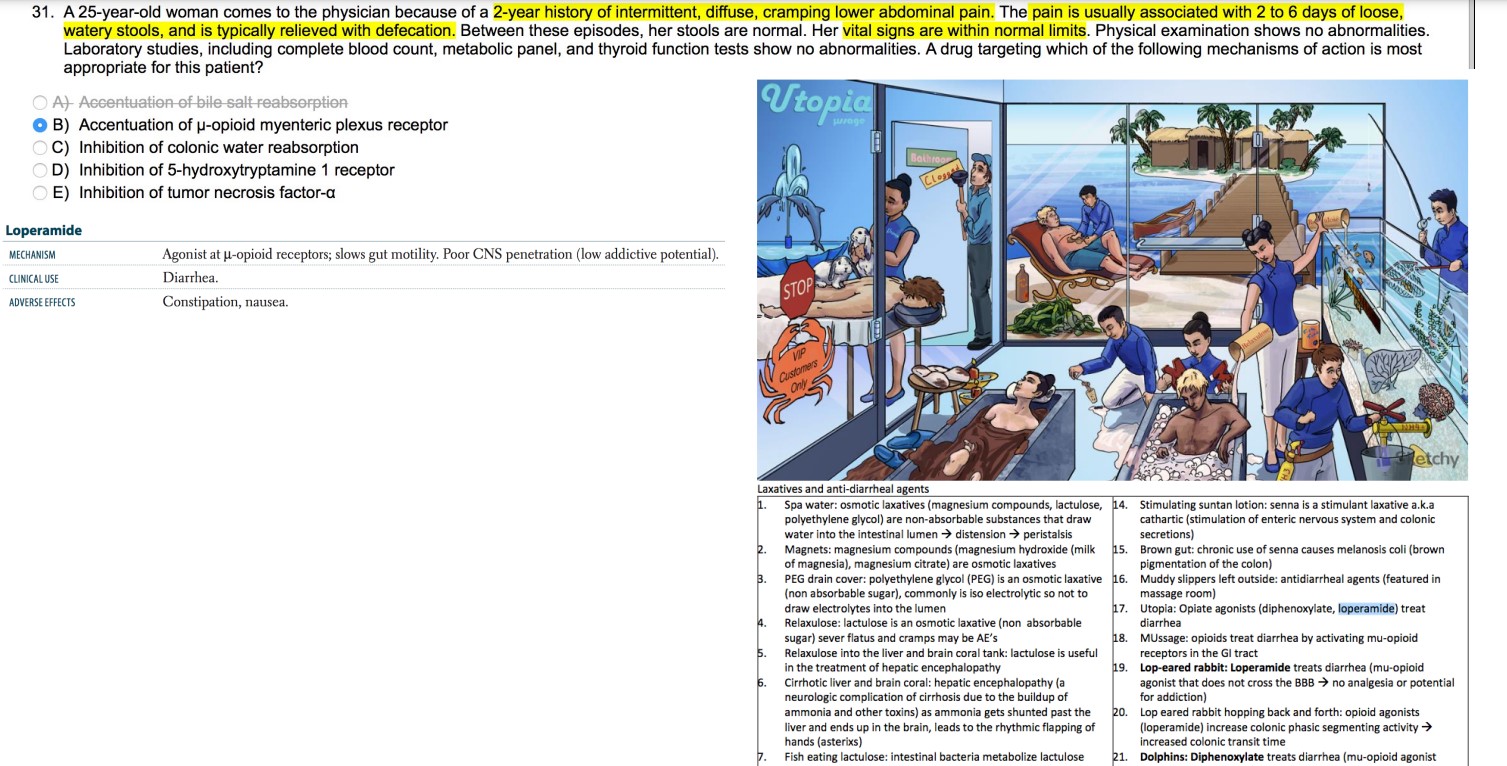 31. A 25-year-old woman comes to the physician because of a 2-year history of intermittent, diffuse, cramping lower abdominal pain. The pain is usually associated with 2 to 6 days of loose,
watery stools, and is typically relieved with defecation. Between these episodes, her stools are normal. Her vital signs are within normal limits. Physical examination shows no abnormalities.
Laboratory studies, including complete blood count, metabolic panel, and thyroid function tests show no abnormalities. A drug targeting which of the following mechanisms of action is most
appropriate for this patient?
A) Accentuation of bile salt reabsorption
B) Accentuation of μ-opioid myenteric plexus receptor
C) Inhibition of colonic water reabsorption
D) Inhibition of 5-hydroxytryptamine 1 receptor
E) Inhibition of tumor necrosis factor-α
Loperamide
MECHANISM Agonist at μ-opioid receptors; slows gut motility. Poor CNS penetration (low addictive potential).
CLINICAL USE Diarrhea.
ADVERSE EFFECTS Constipation, nausea.
Utopia
Bathroom
STOP
VIP
Customers
Only
NH4
Laxatives and anti-diarrheal agents
1. Spa water: osmotic laxatives (magnesium compounds, lactulose,
polyethylene glycol) are non-absorbable substances that draw
water into the intestinal lumen → distension → peristalsis
2. Magnets: magnesium compounds (magnesium hydroxide (milk
of magnesia), magnesium citrate) are osmotic laxatives
3. PEG drain cover: polyethylene glycol (PEG) is an osmotic laxative
(non absorbable sugar), commonly is iso electrolytic so not to
draw electrolytes into the lumen
4. Relaxulose: lactulose is an osmotic laxative (non absorbable
sugar) sever flatus and cramps may be AE's
5. Relaxulose into the liver and brain coral tank: lactulose is useful
in the treatment of hepatic encephalopathy
6. Cirrhotic liver and brain coral: hepatic encephalopathy (a
neurologic complication of cirrhosis due to the buildup of
ammonia and other toxins) as ammonia gets shunted past the
liver and ends up in the brain, leads to the rhythmic flapping of
hands (asterixs)
7. Fish eating lactulose: intestinal bacteria metabolize lactulose
14. Stimulating suntan lotion: senna is a stimulant laxative a.k.a
cathartic (stimulation of enteric nervous system and colonic
secretions)
15. Brown gut: chronic use of senna causes melanosis coli (brown
pigmentation of the colon)
16. Muddy slippers left outside: antidiarrheal agents (featured in
massage room)
17. Utopia: Opiate agonists (diphenoxylate, loperamide) treat
diarrhea
18. MUssage: opioids treat diarrhea by activating mu-opioid
receptors in the GI tract
19. Lop-eared rabbit: Loperamide treats diarrhea (mu-opioid
agonist that does not cross the BBB → no analgesia or potential
for addiction)
20. Lop eared rabbit hopping back and forth: opioid agonists
(loperamide) increase colonic phasic segmenting activity →
increased colonic transit time
21. Dolphins: Diphenoxylate treats diarrhea (mu-opioid agonist